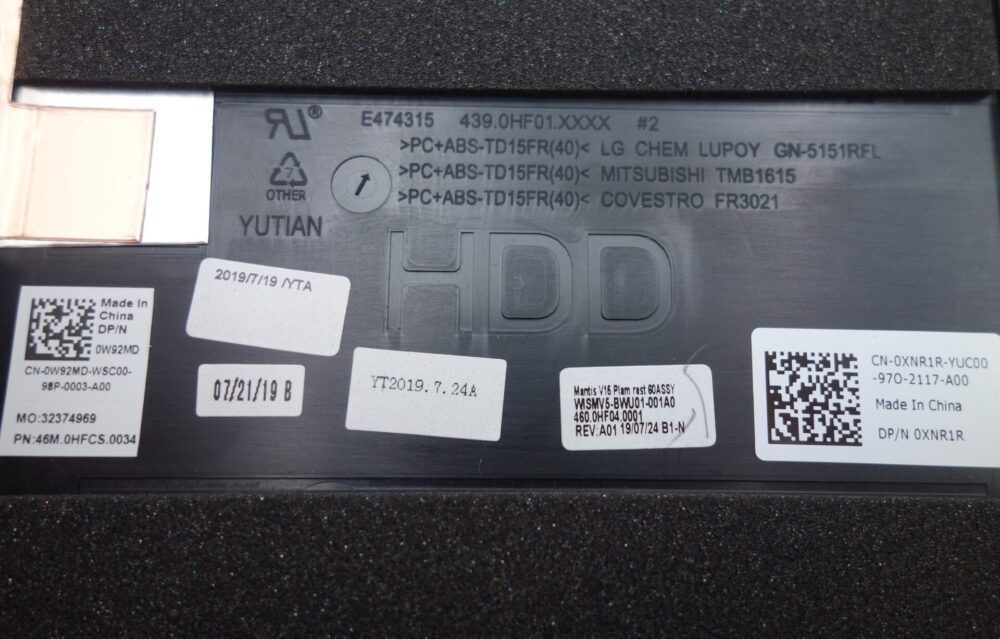 E474315 439.0HF01.XXXX #2
>PC+ABS-TD15FR(40)< LG CHEM LUPOY GN-5151RFL
>PC+ABS-TD15FR(40)< MITSUBISHI TMB1615
>PC+ABS-TD15FR(40)< COVESTRO FR3021
7
OTHER
YUTIAN
HDD
2019/7/19 /YTA
Made In
China
DP/N
0W92MD
CN-0W92MD-WSC00-
98P-0003-A00
MO:32374969
PN:46M.0HFCS.0034
07/21/19 B
YT2019.7.24A
Mantis V15 Plam rest 60ASSY
WISMV5-BWU01-001A0
460.0HF04.0001
REV:A01 19/07/24 B1-N
CN-0XNR1R-YUC00
-970-2117-A00
Made In China
DP/N 0XNR1R